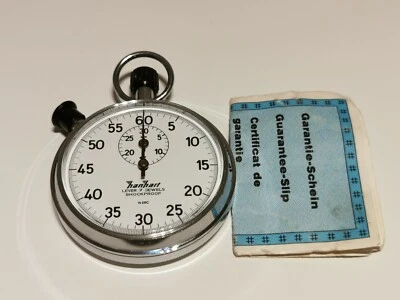 60
55 5
50 10
45 15
40 20
35 25
30
30
25 5
20 10
15
hanhart
LEVER 7 JEWELS
SHOCKPROOF
Garantie-Schein
Guarantee-Slip
Certificat de
garantie